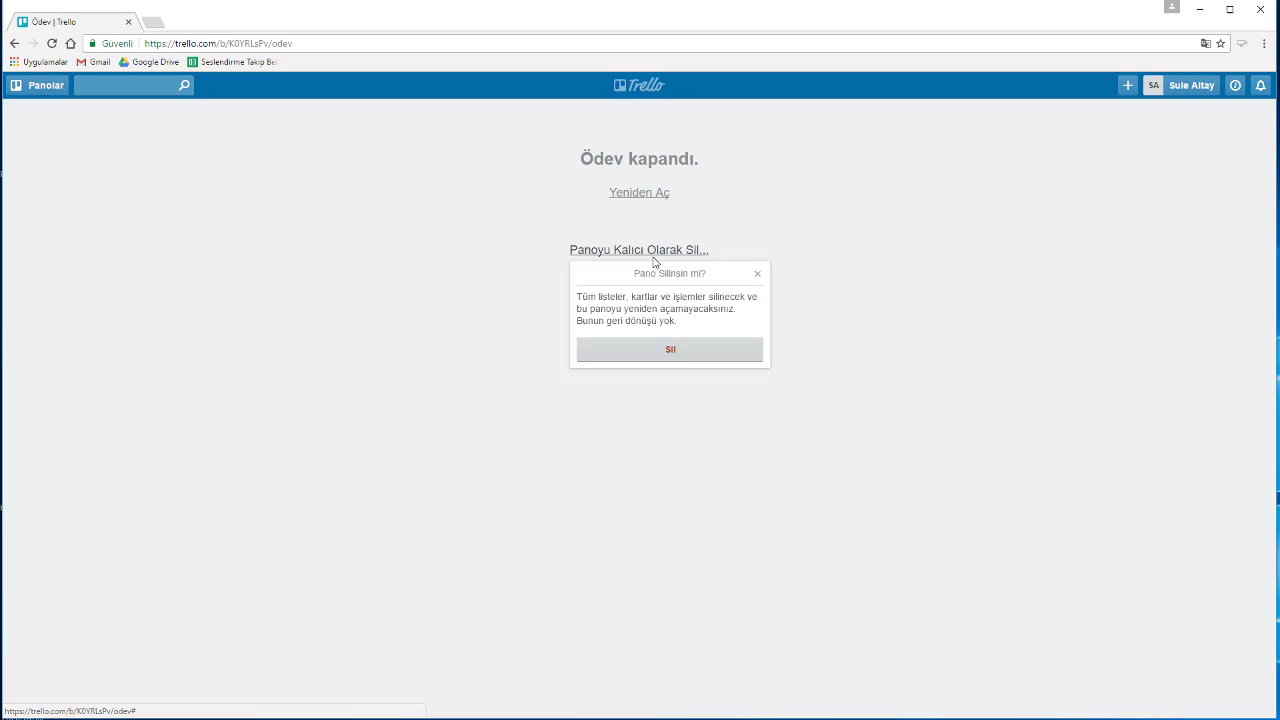 Ödev | Trello
Güvenli
https://trello.com/b/K0YRLsPv/odev
Uygulamalar
Gmail
Google Drive
Seslendirme Takip Bel
Panolar
Trello
SA
Sule Altay
Ödev kapandı.
Yeniden Aç
Panoyu Kalıcı Olarak Sil...
Pano Silinsin mi?
Tüm listeler, kartlar ve işlemler silinecek ve
bu panoyu yeniden açamayacaksınız.
Bunun geri dönüşü yok.
Sil
https://trello.com/b/K0YRLsPv/odev#